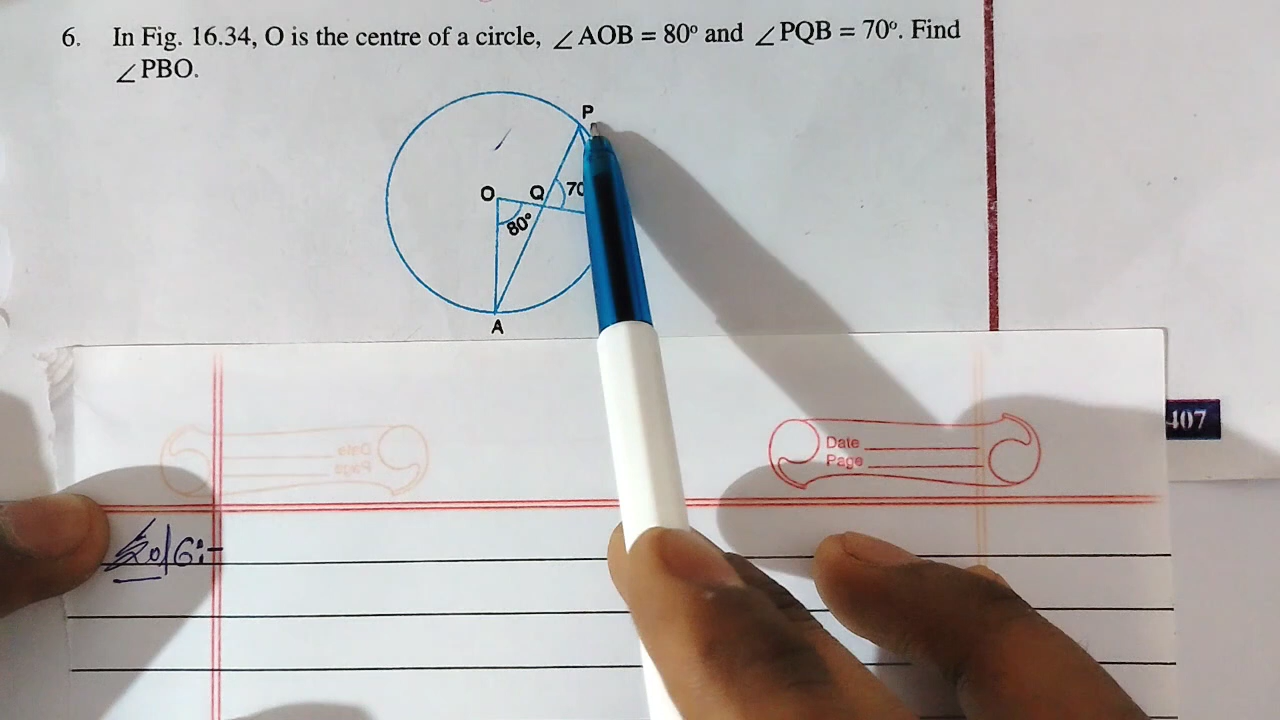 6. In Fig. 16.34, O is the centre of a circle, ∠AOB = 80° and ∠PQB = 70°. Find
∠PBO.
P
O Q 70
80°
A
407
Date
Page
Sol6:-